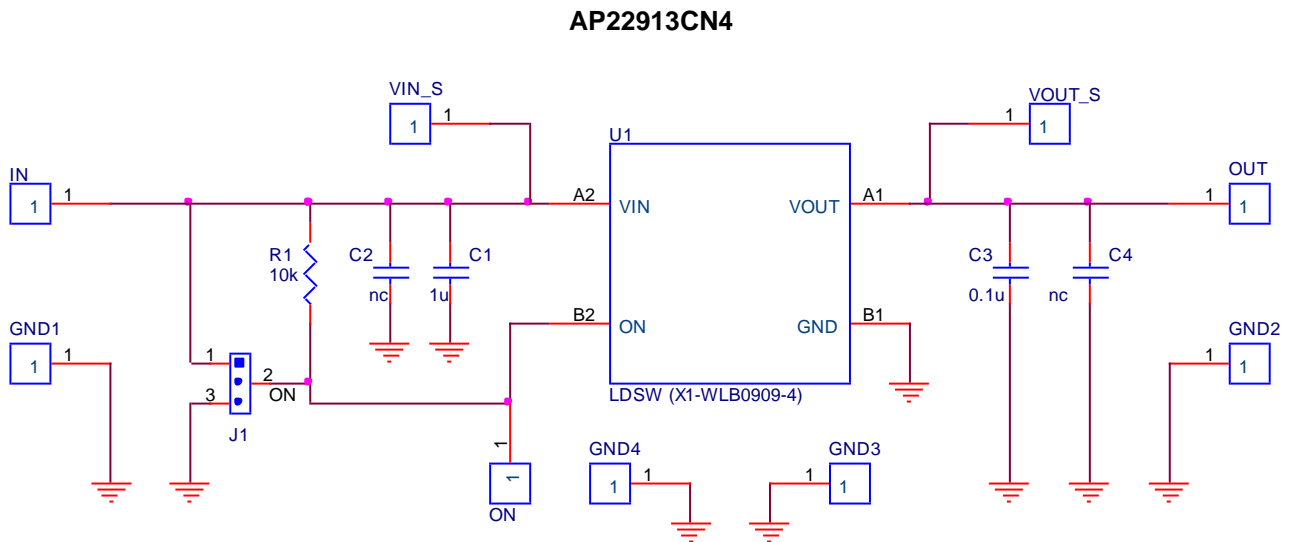 AP22913CN4
VIN_S
1
1
VOUT_S
1
1
U1
IN
1
1
A2
VIN
VOUT
A1
OUT
1
1
R1
10k
C2
nc
C1
1u
C3
0.1u
C4
nc
B2
ON
GND
B1
GND1
1
1
GND2
1
1
1
2
ON
3
J1
LDSW (X1-WLB0909-4)
1
1
ON
GND4
1
1
GND3
1
1